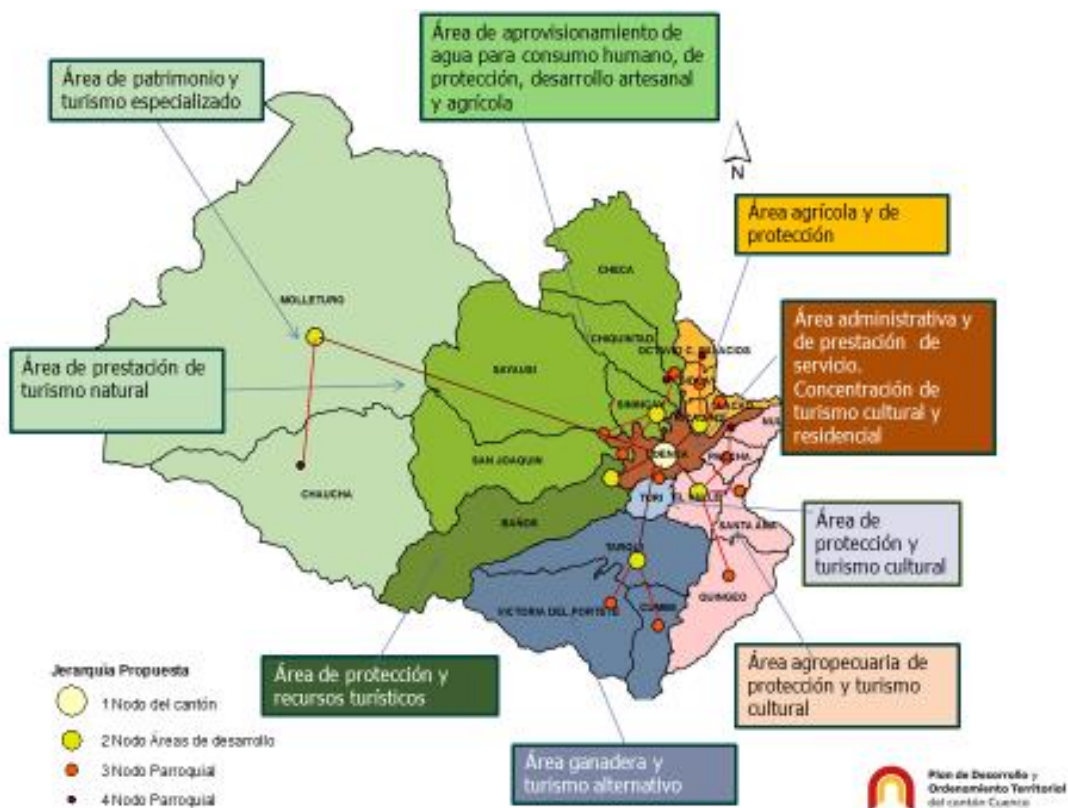 Área de aprovisionamiento de
agua para consumo humano, de
protección, desarrollo artesanal
y agrícola
Área de patrimonio y
turismo especializado
N
Área agrícola y de
protección
CHECA
MOLLETURO
CHIQUINTAD
OCTAVIO C. PALACIOS
Área administrativa y
de prestación de
servicio.
Concentración de
turismo cultural y
residencial
Área de prestación de
turismo natural
SAYAUSI
SININCAY
CUENCA
SAN JOAQUIN
CHAUCHA
TURI
EL VALLE
BAÑOS
SANTA ANA
Área de
protección y
turismo cultural
TARQUI
QUINGEO
VICTORIA DEL PORTETE
CUMBE
Jerarquía Propuesta
1 Nodo del cantón
2 Nodo Áreas de desarrollo
3 Nodo Parroquial
4 Nodo Parroquial
Área de protección y
recursos turísticos
Área agropecuaria de
protección y turismo
cultural
Área ganadera y
turismo alternativo
Plan de Desarrollo y
Ordenamiento Territorial
del cantón Cuenca